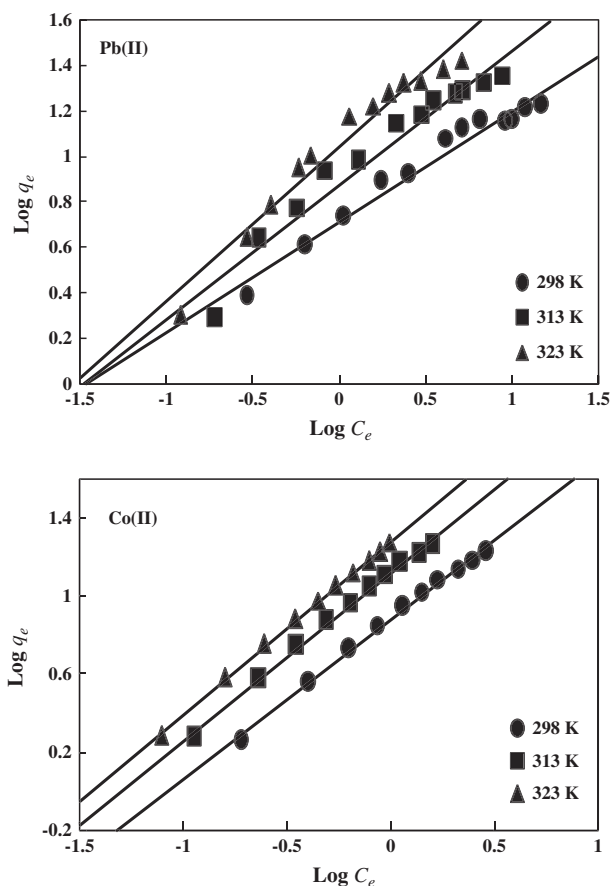 Pb(II)
1.6
1.4
1.2
1
0.8
0.6
0.4
0.2
0
Log qe
-1.5 -1 -0.5 0 0.5 1 1.5
Log Ce
298 K
313 K
323 K
Co(II)
1.4
1
0.6
0.2
-0.2
Log qe
-1.5 -1 -0.5 0 0.5 1
Log Ce
298 K
313 K
323 K